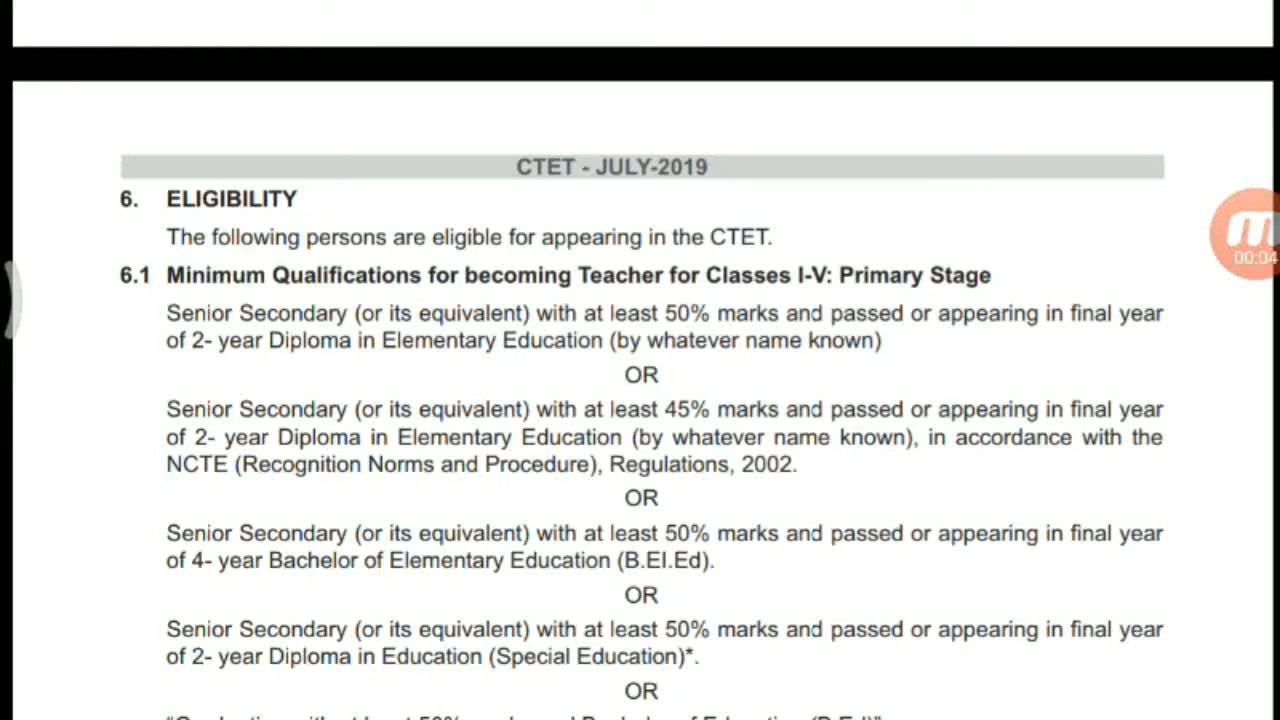 CTET - JULY-2019
6. ELIGIBILITY
The following persons are eligible for appearing in the CTET.
6.1 Minimum Qualifications for becoming Teacher for Classes I-V: Primary Stage
Senior Secondary (or its equivalent) with at least 50% marks and passed or appearing in final year
of 2- year Diploma in Elementary Education (by whatever name known)
OR
Senior Secondary (or its equivalent) with at least 45% marks and passed or appearing in final year
of 2- year Diploma in Elementary Education (by whatever name known), in accordance with the
NCTE (Recognition Norms and Procedure), Regulations, 2002.
OR
Senior Secondary (or its equivalent) with at least 50% marks and passed or appearing in final year
of 4- year Bachelor of Elementary Education (B.El.Ed).
OR
Senior Secondary (or its equivalent) with at least 50% marks and passed or appearing in final year
of 2- year Diploma in Education (Special Education)*.
OR
00:04